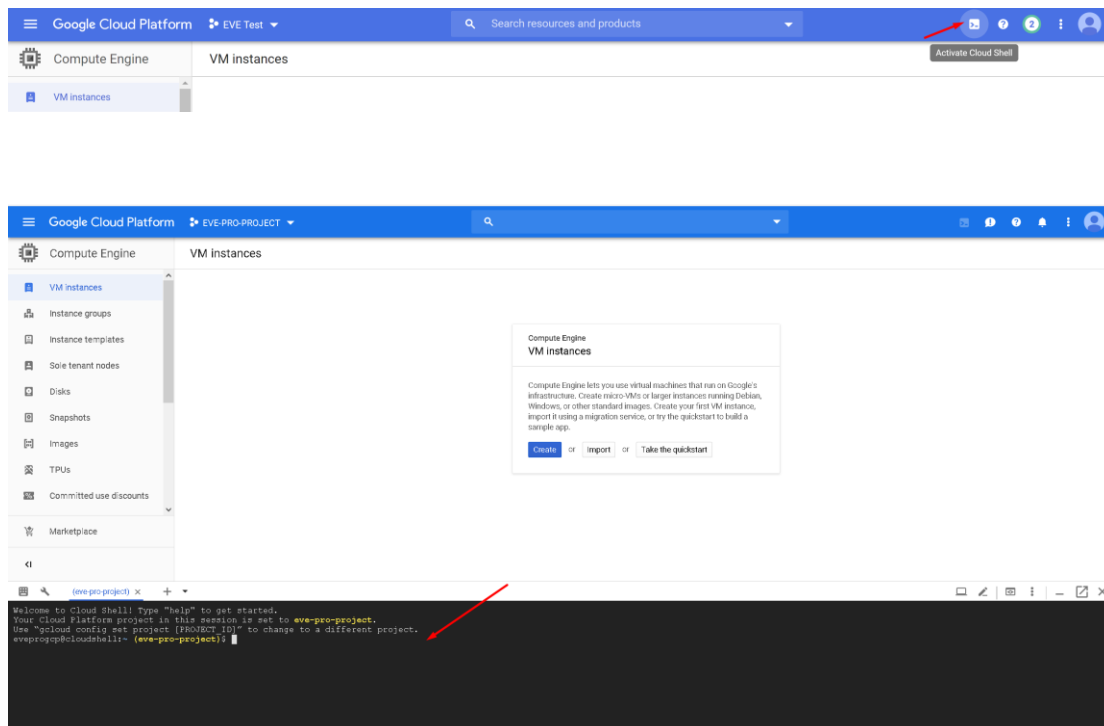 Google Cloud Platform EVE Test Search resources and products 2
Compute Engine VM instances Activate Cloud Shell
VM instances
Google Cloud Platform EVE-PRO-PROJECT
Compute Engine VM instances
VM instances
Instance groups
Instance templates
Sole tenant nodes
Disks
Snapshots
Images
TPUs
Committed use discounts
Marketplace
Compute Engine
VM instances
Compute Engine lets you use virtual machines that run on Google's
infrastructure. Create micro-VMs or larger instances running Debian,
Windows, or other standard images. Create your first VM instance,
import it using a migration service, or try the quickstart to build a
sample app.
Create or Import or Take the quickstart
(eve-pro-project) × +
Welcome to Cloud Shell! Type "help" to get started.
Your Cloud Platform project in this session is set to eve-pro-project.
Use "gcloud config set project [PROJECT_ID]" to change to a different project.
eveprogcp@cloudshell:~ (eve-pro-project)$